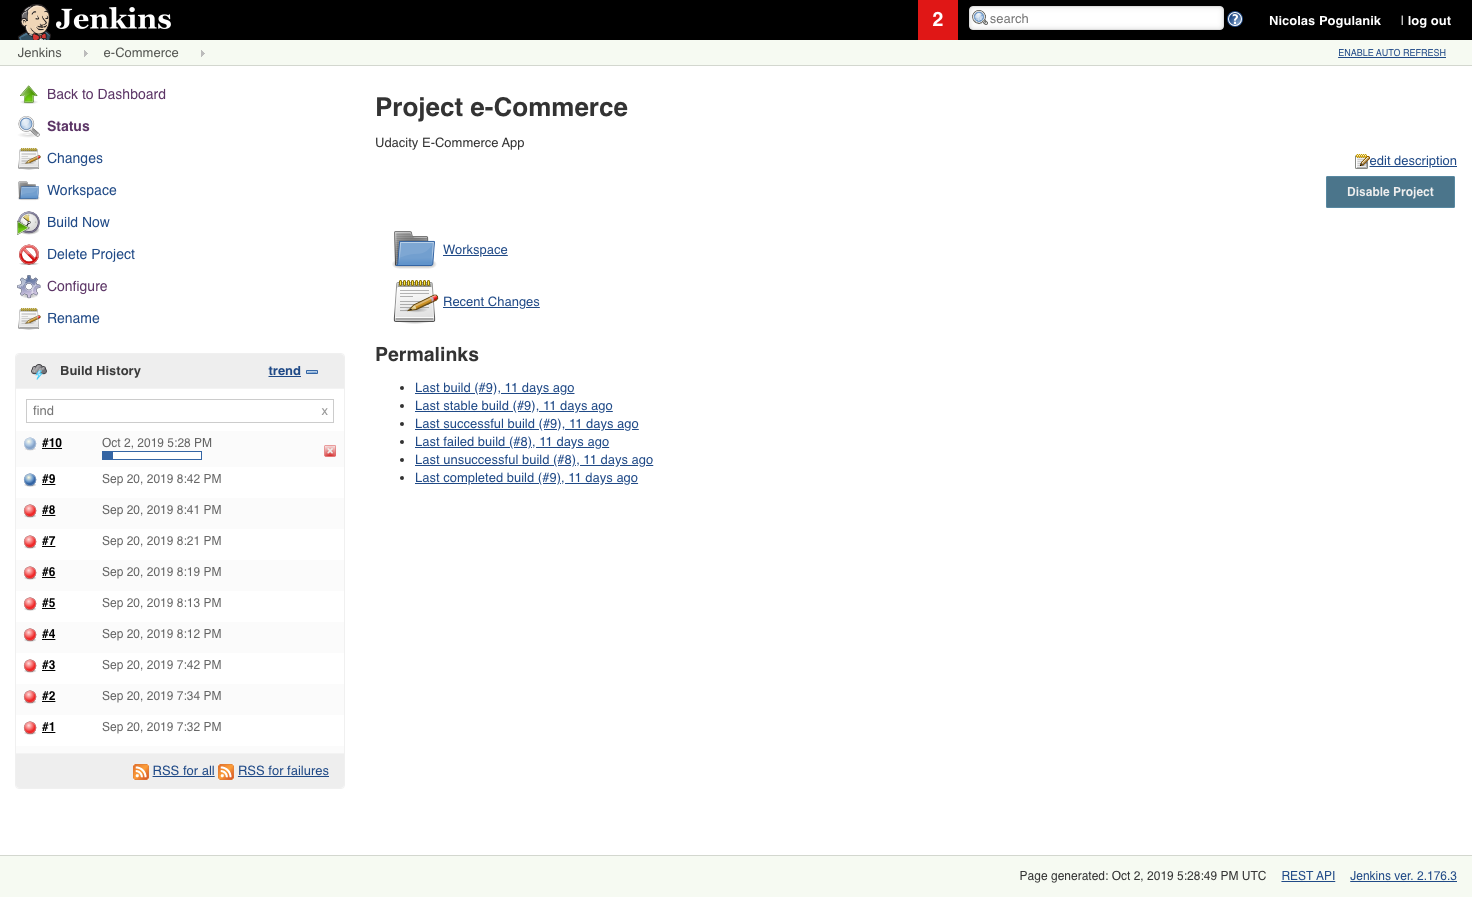 Jenkins
2
search
Nicolas Pogulanik
| log out
Jenkins
e-Commerce
ENABLE AUTO REFRESH
Back to Dashboard
Status
Changes
Workspace
Build Now
Delete Project
Configure
Rename
Project e-Commerce
Udacity E-Commerce App
edit description
Disable Project
Workspace
Recent Changes
Permalinks
Last build (#9), 11 days ago
Last stable build (#9), 11 days ago
Last successful build (#9), 11 days ago
Last failed build (#8), 11 days ago
Last unsuccessful build (#8), 11 days ago
Last completed build (#9), 11 days ago
Build History
trend
find
x
#10 Oct 2, 2019 5:28 PM
#9 Sep 20, 2019 8:42 PM
#8 Sep 20, 2019 8:41 PM
#7 Sep 20, 2019 8:21 PM
#6 Sep 20, 2019 8:19 PM
#5 Sep 20, 2019 8:13 PM
#4 Sep 20, 2019 8:12 PM
#3 Sep 20, 2019 7:42 PM
#2 Sep 20, 2019 7:34 PM
#1 Sep 20, 2019 7:32 PM
RSS for all RSS for failures
Page generated: Oct 2, 2019 5:28:49 PM UTC REST API Jenkins ver. 2.176.3